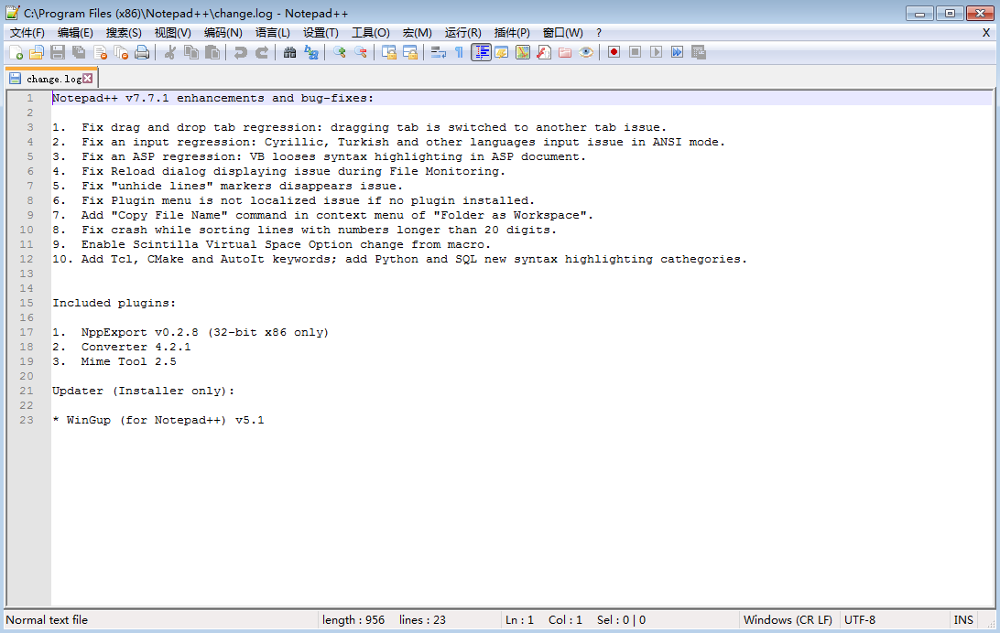 C:\Program Files (x86)\Notepad++\change.log - Notepad++
文件(F) 编辑(E) 搜索(S) 视图(V) 编码(N) 语言(L) 设置(T) 工具(O) 宏(M) 运行(R) 插件(P) 窗口(W) ? X
change.log
1 Notepad++ v7.7.1 enhancements and bug-fixes:
2
3 1.  Fix drag and drop tab regression: dragging tab is switched to another tab issue.
4 2.  Fix an input regression: Cyrillic, Turkish and other languages input issue in ANSI mode.
5 3.  Fix an ASP regression: VB looses syntax highlighting in ASP document.
6 4.  Fix Reload dialog displaying issue during File Monitoring.
7 5.  Fix "unhide lines" markers disappears issue.
8 6.  Fix Plugin menu is not localized issue if no plugin installed.
9 7.  Add "Copy File Name" command in context menu of "Folder as Workspace".
10 8.  Fix crash while sorting lines with numbers longer than 20 digits.
11 9.  Enable Scintilla Virtual Space Option change from macro.
12 10. Add Tcl, CMake and AutoIt keywords; add Python and SQL new syntax highlighting cathegories.
13
14
15 Included plugins:
16
17 1.  NppExport v0.2.8 (32-bit x86 only)
18 2.  Converter 4.2.1
19 3.  Mime Tool 2.5
20
21 Updater (Installer only):
22
23 * WinGup (for Notepad++) v5.1
Normal text file length : 956 lines : 23 Ln : 1 Col : 1 Sel : 0 | 0 Windows (CR LF) UTF-8 INS